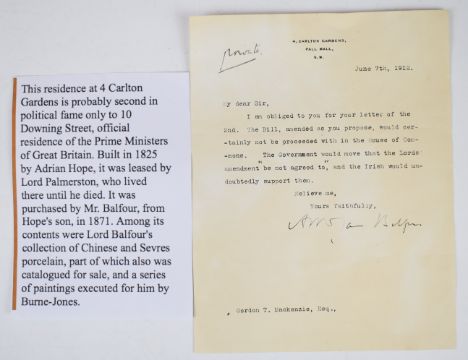 This residence at 4 Carlton
Gardens is probably second in
political fame only to 10
Downing Street, official
residence of the Prime Ministers
of Great Britain. Built in 1825
by Adrian Hope, it was leased by
Lord Palmerston, who lived
there until he died. It was
purchased by Mr. Balfour, from
Hope's son, in 1871. Among its
contents were Lord Balfour's
collection of Chinese and Sevres
porcelain, part of which also was
catalogued for sale, and a series
of paintings executed for him by
Burne-Jones.
Private
4, CARLTON GARDENS,
PALL MALL,
S.W.
June 7th, 1912.
My dear Sir,
I am obliged to you for your letter of the
2nd. The Bill, amended as you propose, would cer-
tainly not be proceeded with in the House of Com-
mons. The Government would move that the Lords
amendment "be not agreed to", and the Irish would un-
doubtedly support them.
Believe me,
Yours faithfully,
Arthur James Balfour
Gordon T. Mackenzie, Esq.,